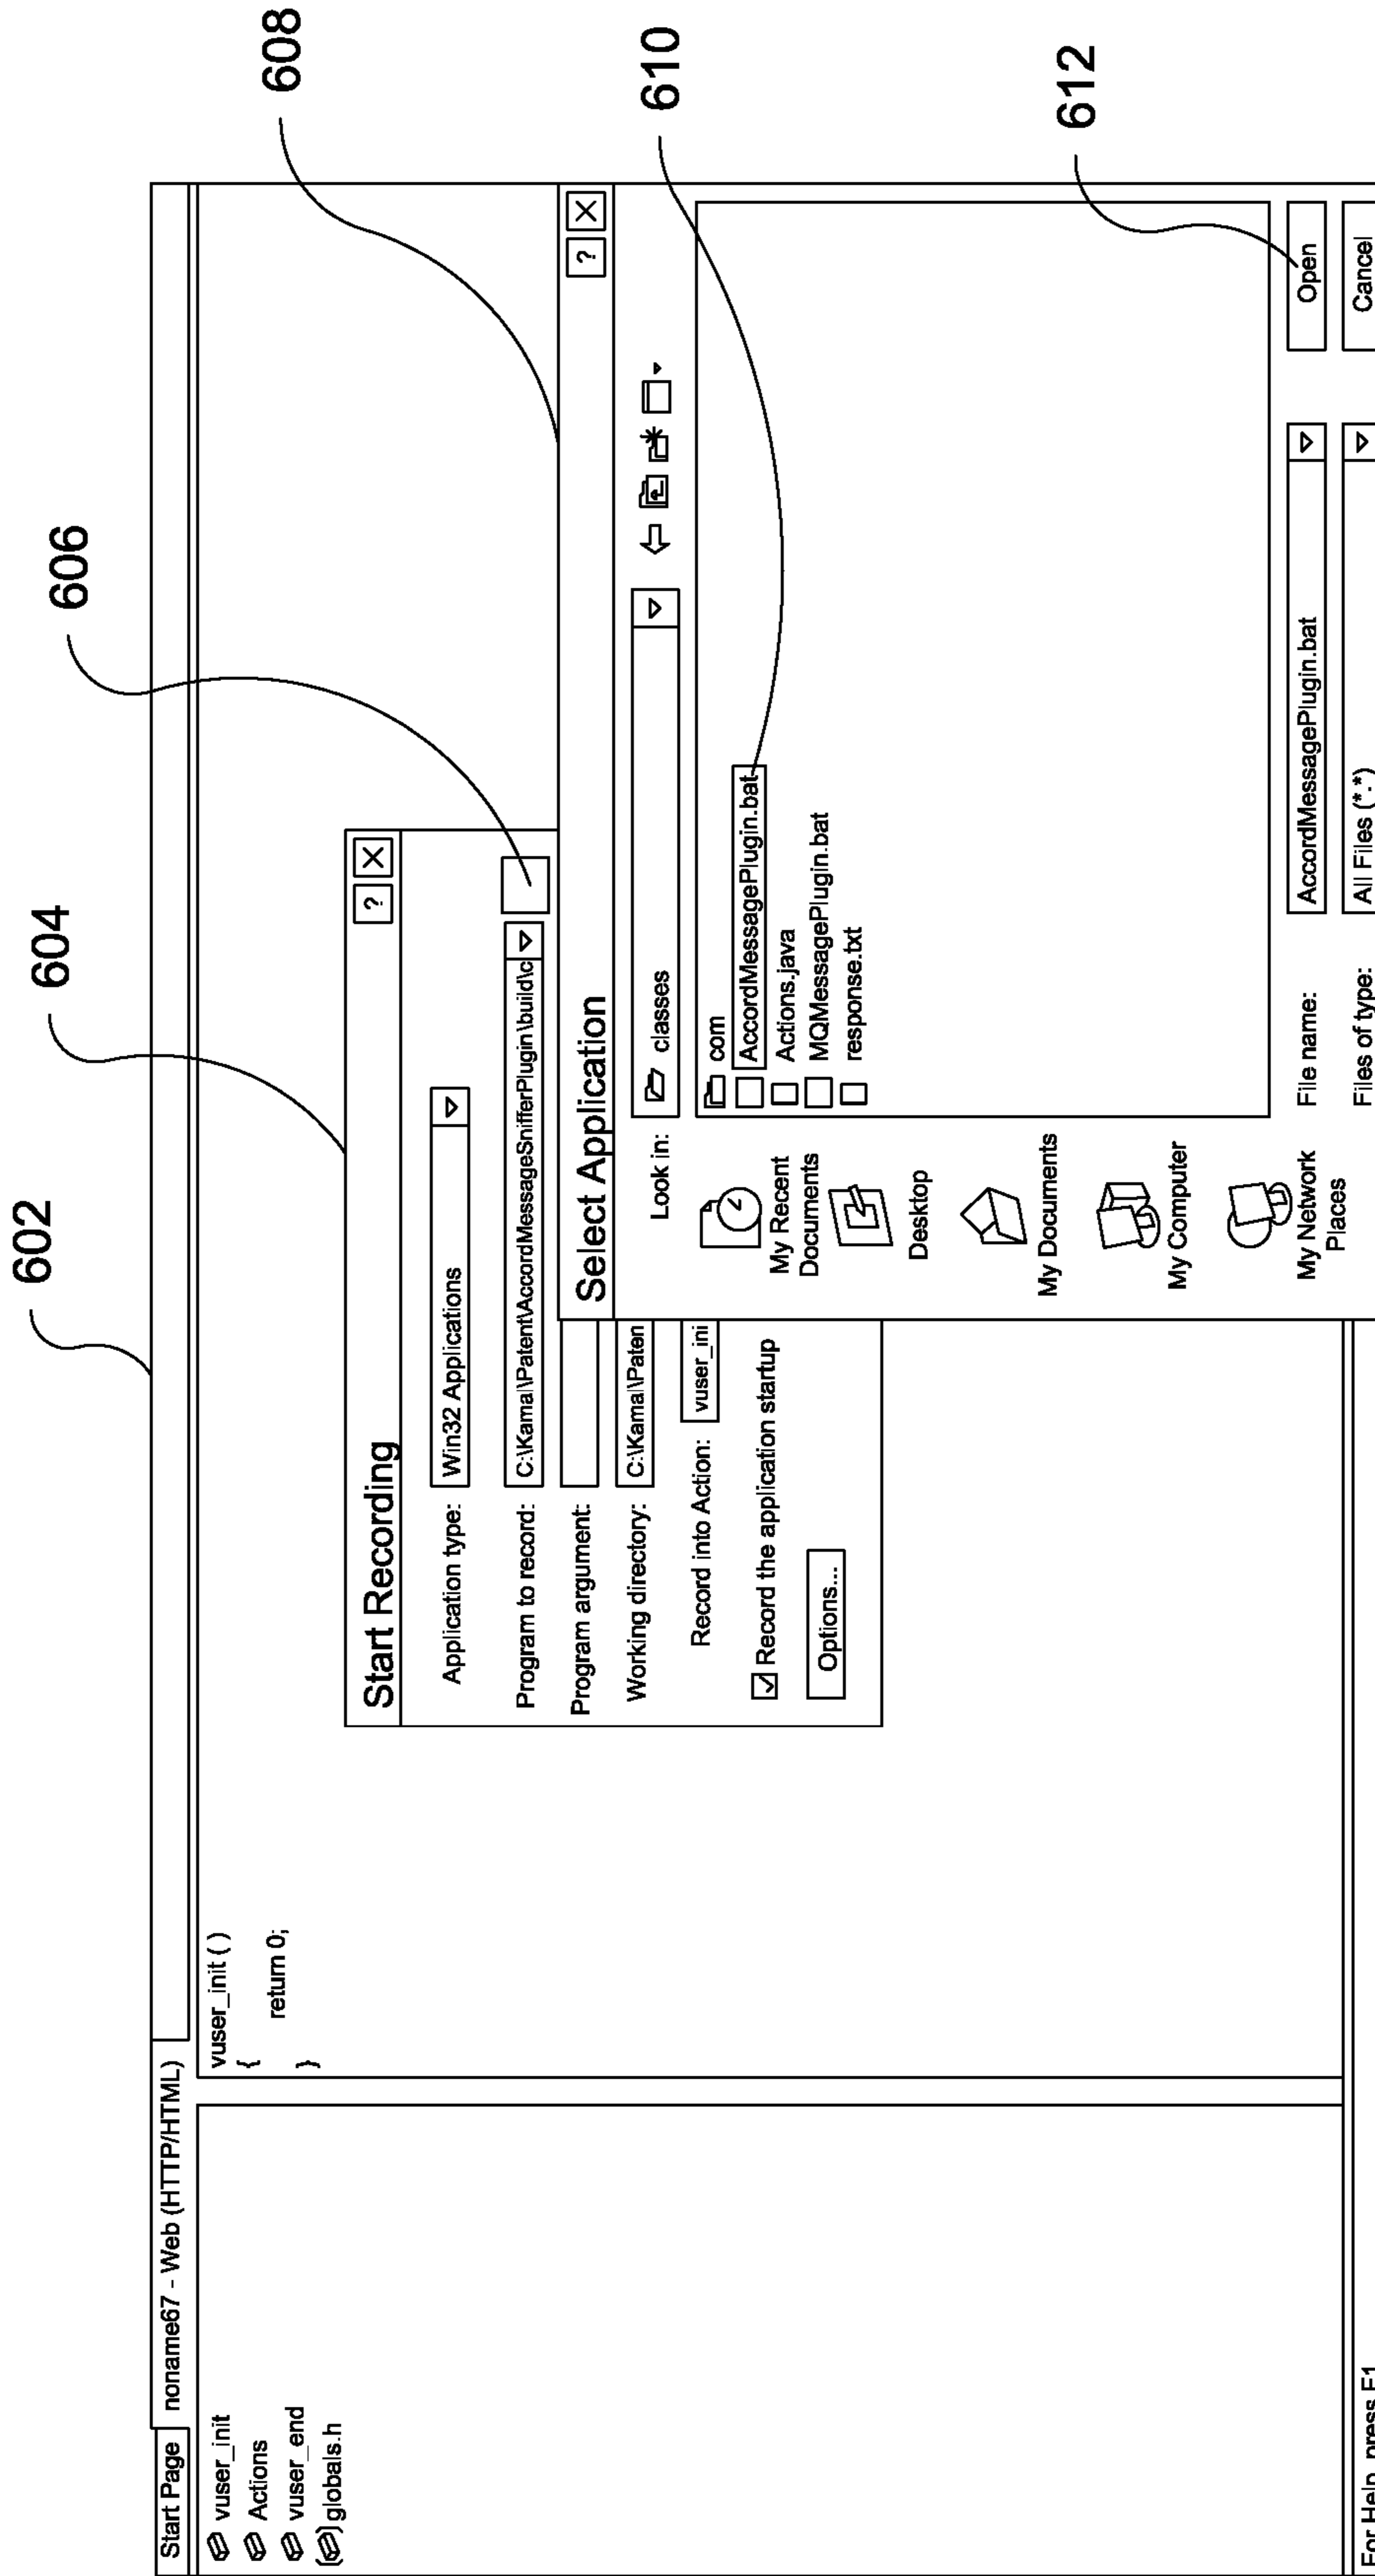 602
604
606
608
610
612
Start Page
noname67 - Web (HTTP/HTML)
vuser_init
Actions
vuser_end
globals.h
vuser_init ( )
{
return 0;
}
Start Recording
?
X
Application type:
Win32 Applications
Program to record:
C:\Kamal\Patent\AccordMessageSnifferPlugin\build\c
Program argument:
Working directory:
C:\Kamal\Paten
Record into Action:
vuser_ini
Record the application startup
Options...
Select Application
?
X
Look in:
classes
My Recent
Documents
Desktop
My Documents
My Computer
My Network
Places
com
AccordMessagePlugin.bat
Actions.java
MQMessagePlugin.bat
response.txt
File name:
AccordMessagePlugin.bat
Open
Files of type:
All Files (*.*)
Cancel
For Help, press F1